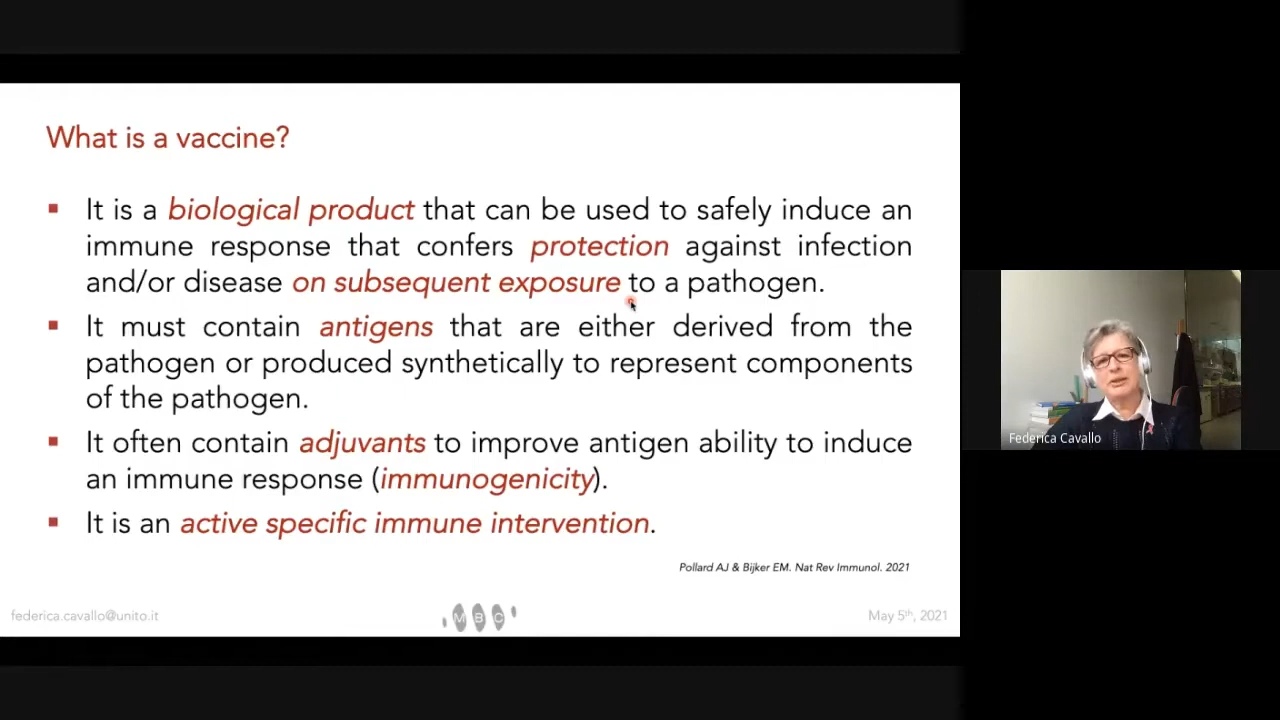 What is a vaccine?
▪ It is a biological product that can be used to safely induce an
immune response that confers protection against infection
and/or disease on subsequent exposure to a pathogen.
▪ It must contain antigens that are either derived from the
pathogen or produced synthetically to represent components
of the pathogen.
▪ It often contain adjuvants to improve antigen ability to induce
an immune response (immunogenicity).
▪ It is an active specific immune intervention.
Pollard AJ & Bijker EM. Nat Rev Immunol. 2021
federica.cavallo@unito.it
MBC
May 5th, 2021
Federica Cavallo